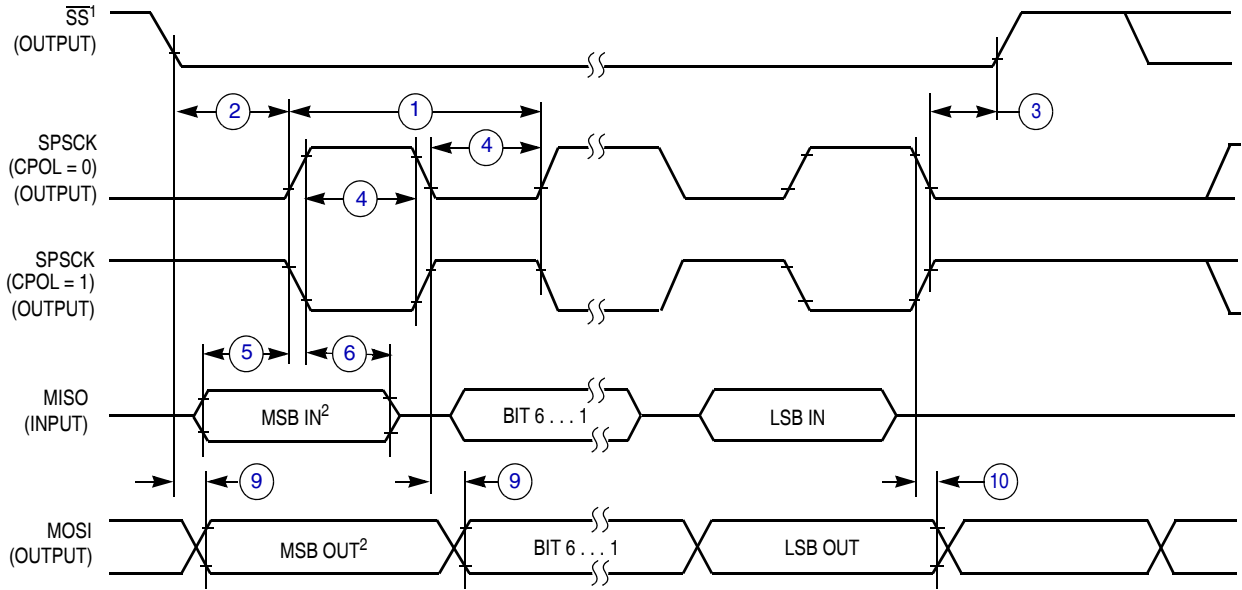 SS¹
(OUTPUT)
2
1
3
SPSCK
(CPOL = 0)
(OUTPUT)
4
4
SPSCK
(CPOL = 1)
(OUTPUT)
5
6
MISO
(INPUT)
MSB IN²
BIT 6 . . . 1
LSB IN
9
9
10
MOSI
(OUTPUT)
MSB OUT²
BIT 6 . . . 1
LSB OUT